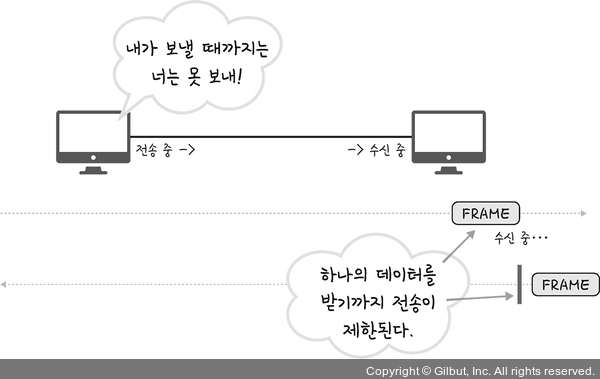 내가 보낼 때까지는
너는 못 보내!
전송 중 ->
-> 수신 중
FRAME
수신 중···
하나의 데이터를
받기까지 전송이
제한된다.
FRAME
Copyright © Gilbut, Inc. All rights reserved.